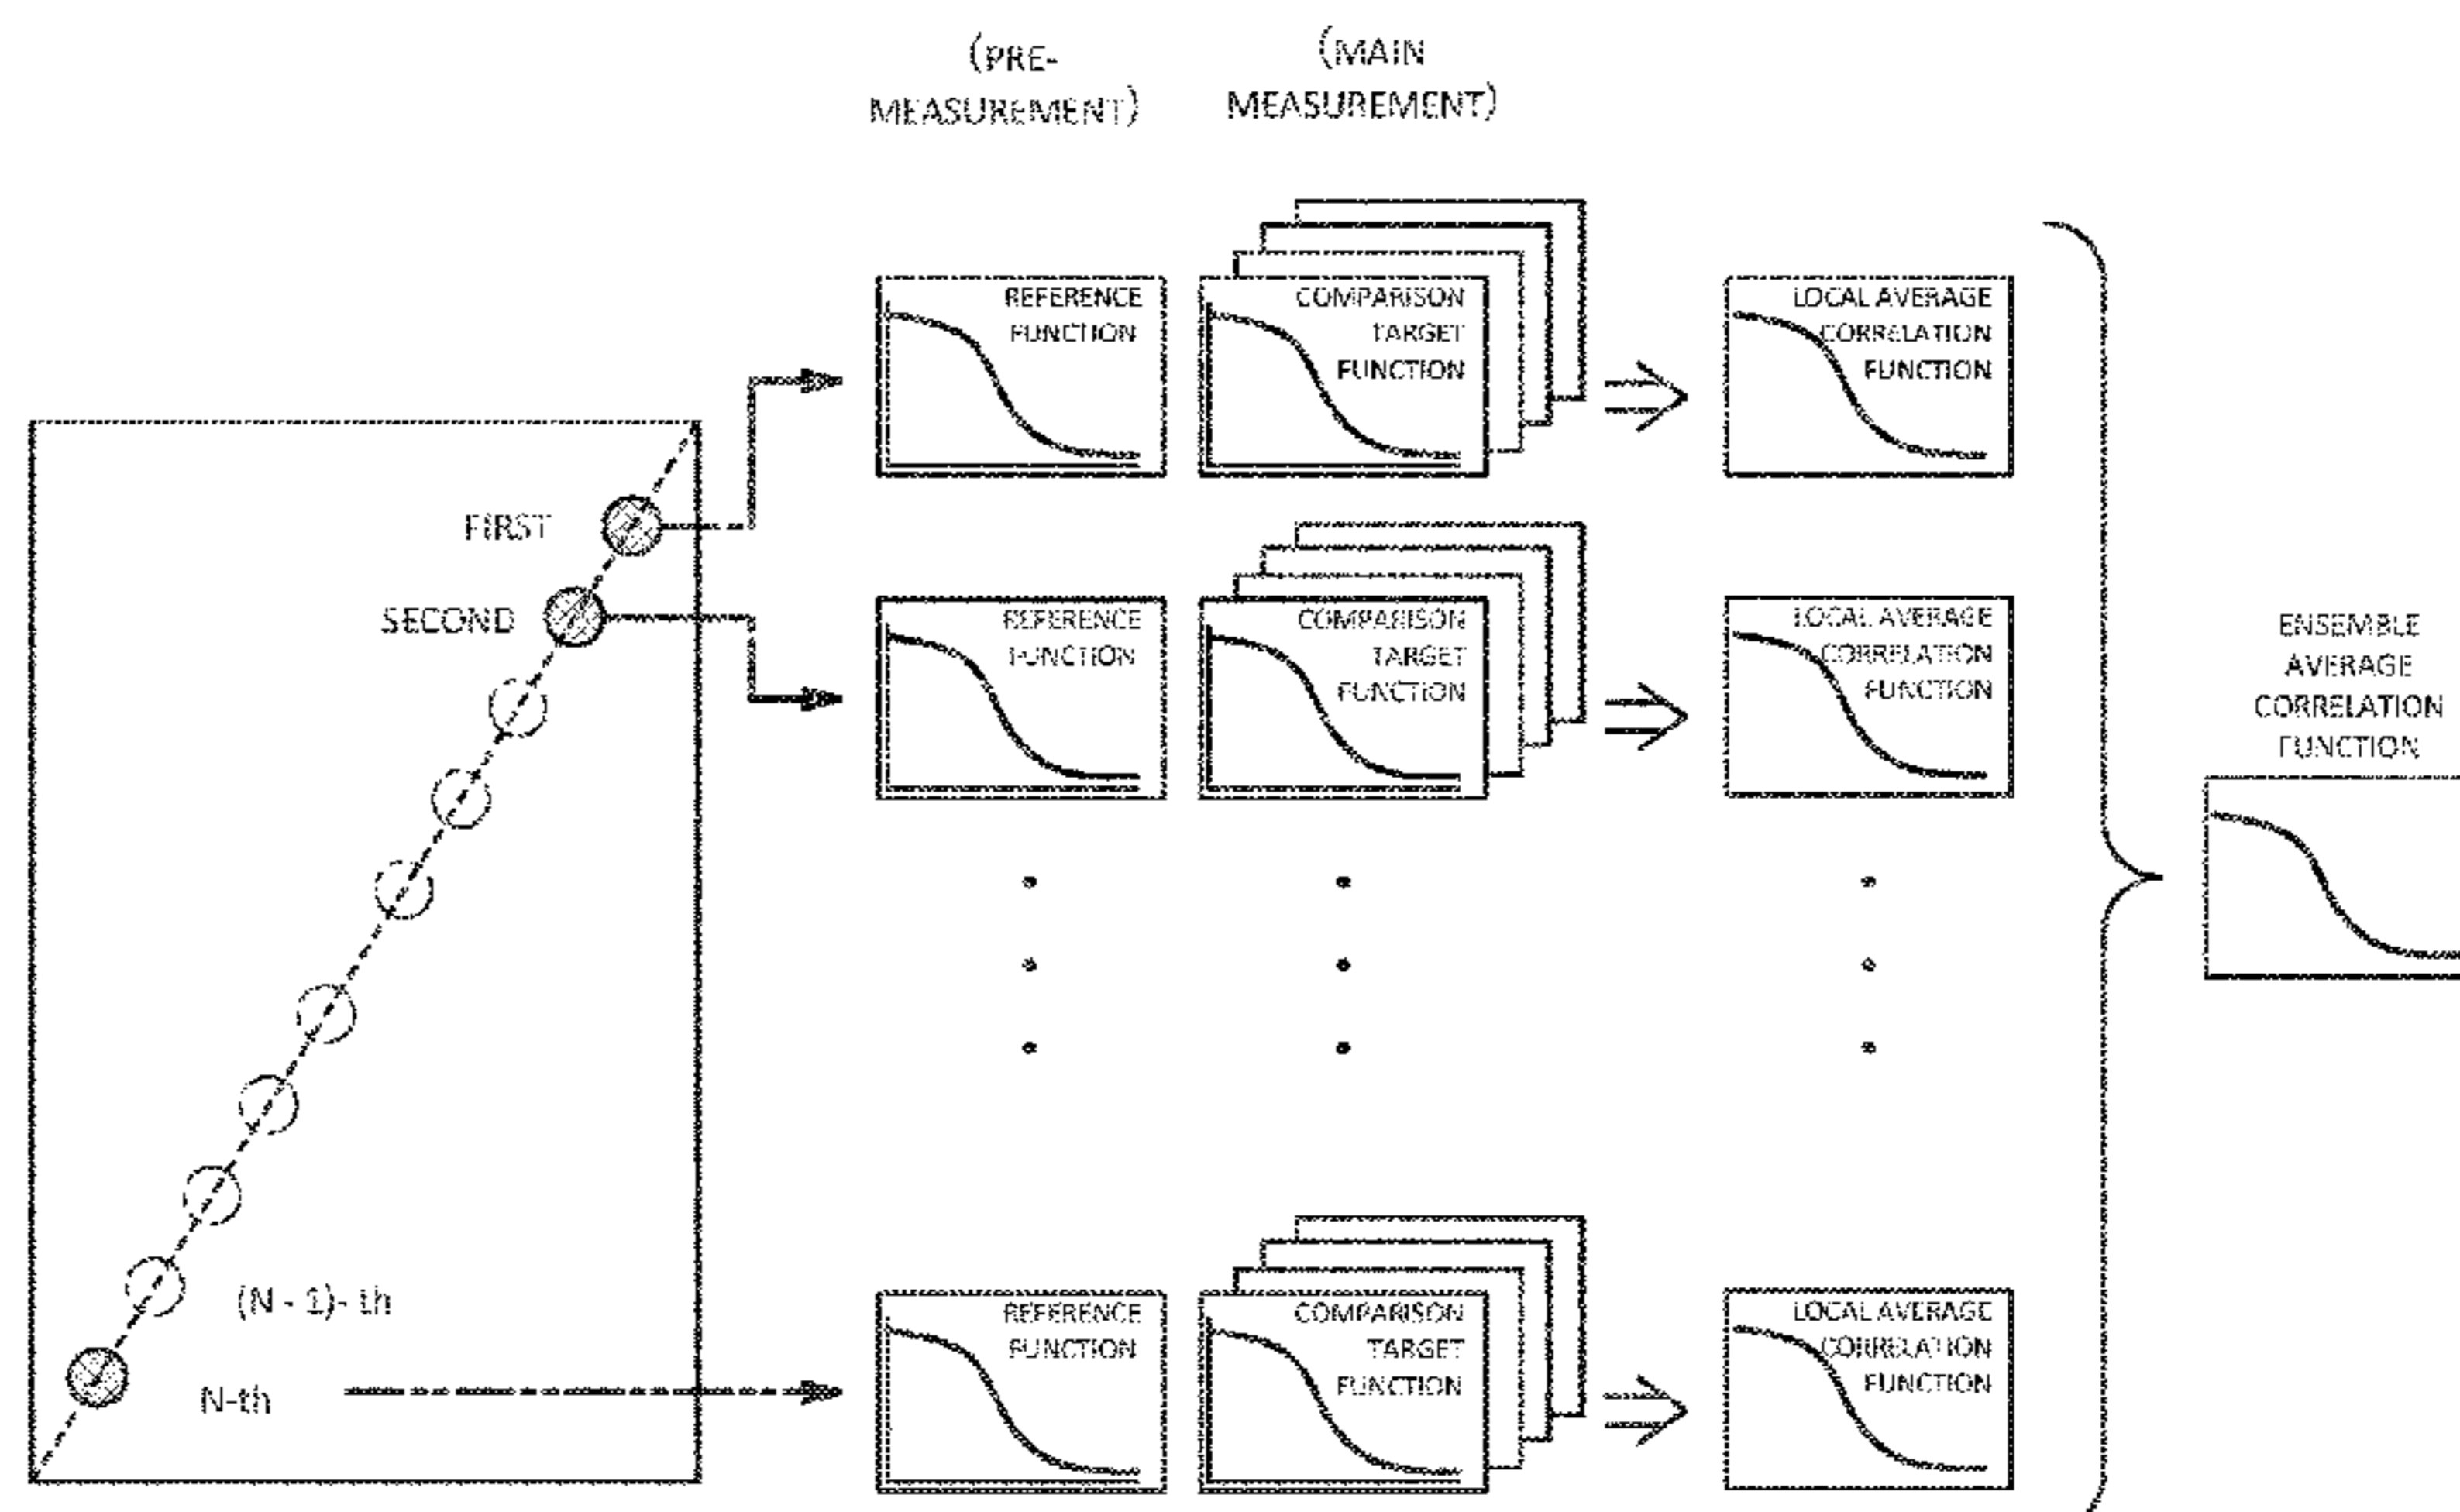 (PRE-
MEASUREMENT)
(MAIN
MEASUREMENT)
REFERENCE
FUNCTION
COMPARISON
TARGET
FUNCTION
LOCAL AVERAGE
CORRELATION
FUNCTION
FIRST
SECOND
REFERENCE
FUNCTION
COMPARISON
TARGET
FUNCTION
LOCAL AVERAGE
CORRELATION
FUNCTION
ENSEMBLE
AVERAGE
CORRELATION
FUNCTION
(N - 1)- th
N-th
REFERENCE
FUNCTION
COMPARISON
TARGET
FUNCTION
LOCAL AVERAGE
CORRELATION
FUNCTION